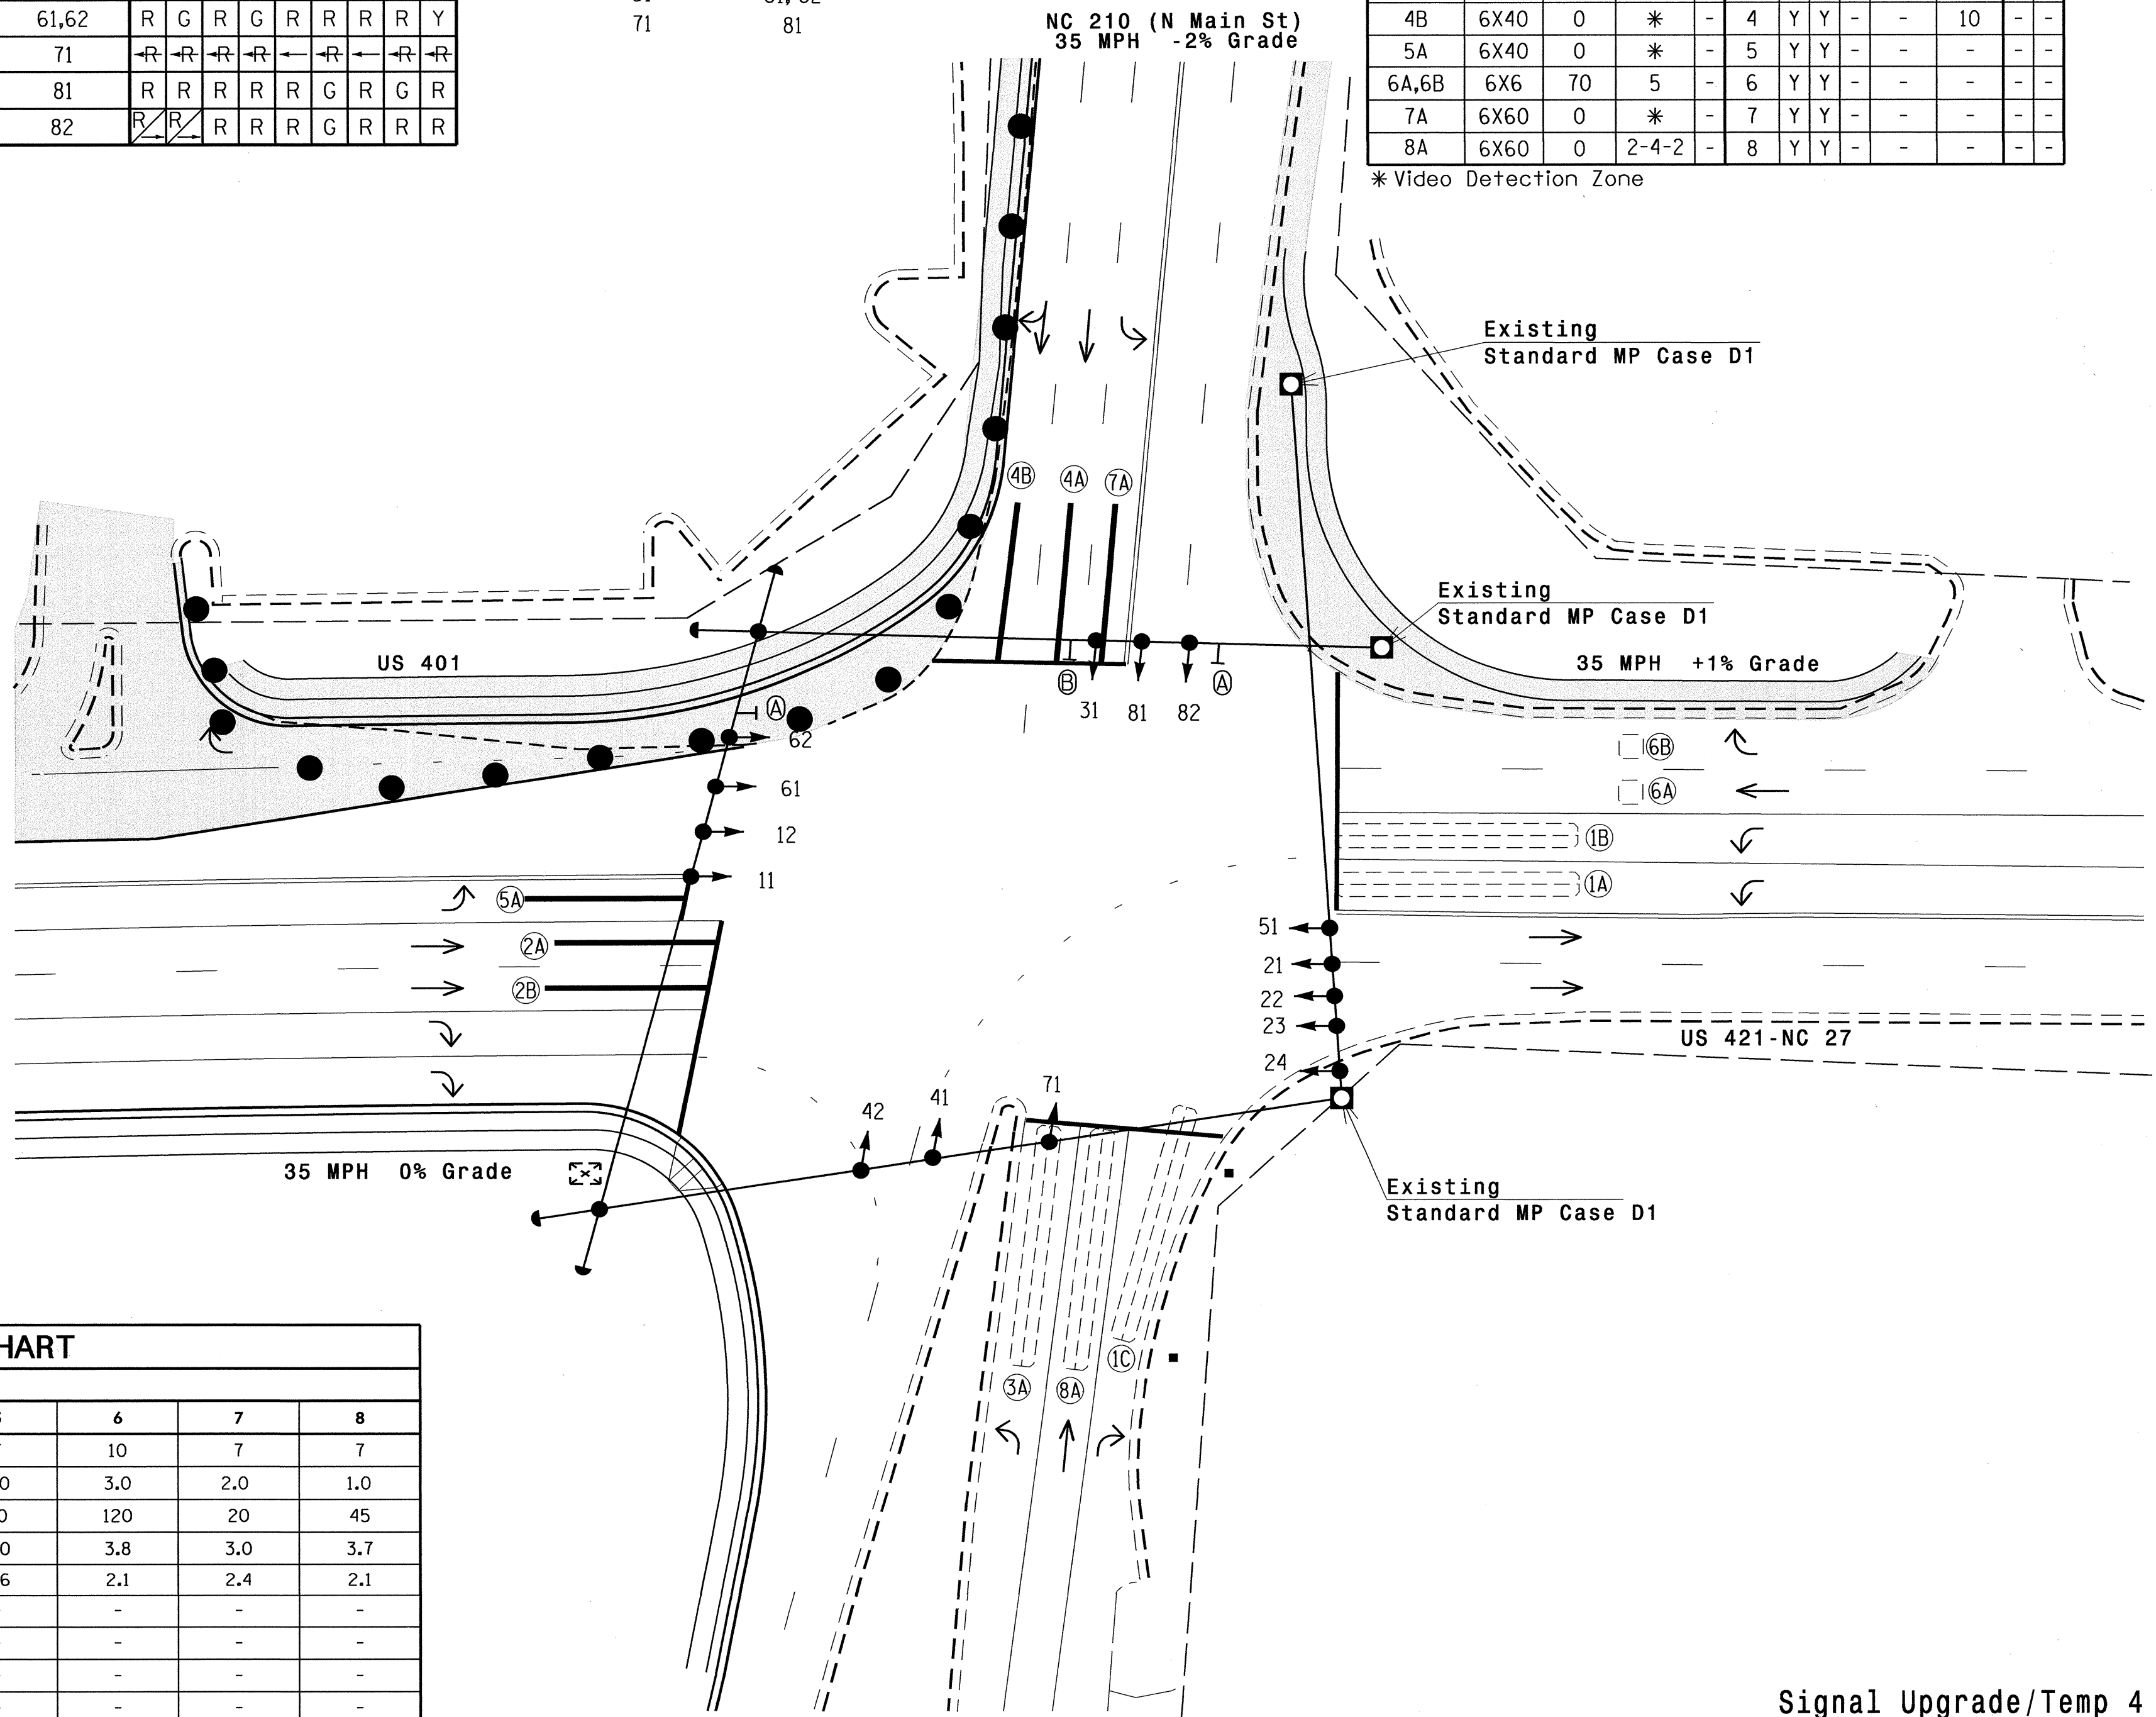 61,62 R G R G R R R R Y
71 R R R R R R R
81 R R R R R G R G R
82 R R R R R G R R R
71 81
NC 210 (N Main St)
35 MPH -2% Grade
4B 6X40 0 * - 4 Y Y - - 10 - -
5A 6X40 0 * - 5 Y Y - - - - -
6A,6B 6X6 70 5 - 6 Y Y - - - - -
7A 6X60 0 * - 7 Y Y - - - - -
8A 6X60 0 2-4-2 - 8 Y Y - - - - -
* Video Detection Zone
Existing
Standard MP Case D1
4B 4A 7A
Existing
Standard MP Case D1
US 401
35 MPH +1% Grade
B A
31 81 82
A
62
61
12
11
6B
6A
1B
1A
5A
2A
2B
51
21
22
23
24
US 421-NC 27
42 41 71
35 MPH 0% Grade
Existing
Standard MP Case D1
3A 8A 1C
HART
6 7 8
10 7 7
0 3.0 2.0 1.0
0 120 20 45
0 3.8 3.0 3.7
6 2.1 2.4 2.1
- - -
- - -
- - -
- - -
Signal Upgrade/Temp 4